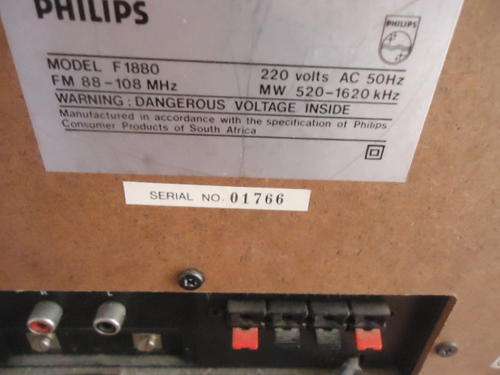 PHILIPS
MODEL F1880 220 volts AC 50Hz
FM 88-108 MHz MW 520-1620 kHz
WARNING : DANGEROUS VOLTAGE INSIDE
Manufactured in accordance with the specification of Philips
Consumer Products of South Africa
SERIAL NO. 01766